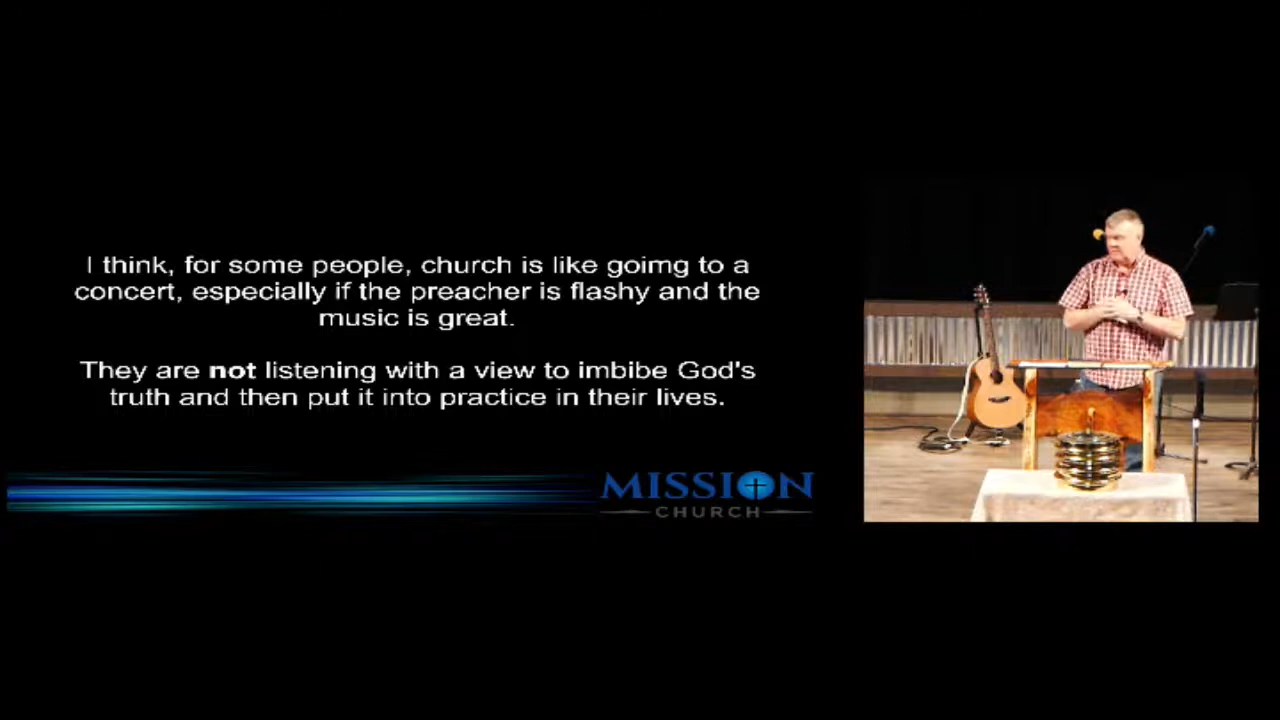 I think, for some people, church is like goimg to a
concert, especially if the preacher is flashy and the
music is great.
They are not listening with a view to imbibe God's
truth and then put it into practice in their lives.
MISSION
CHURCH